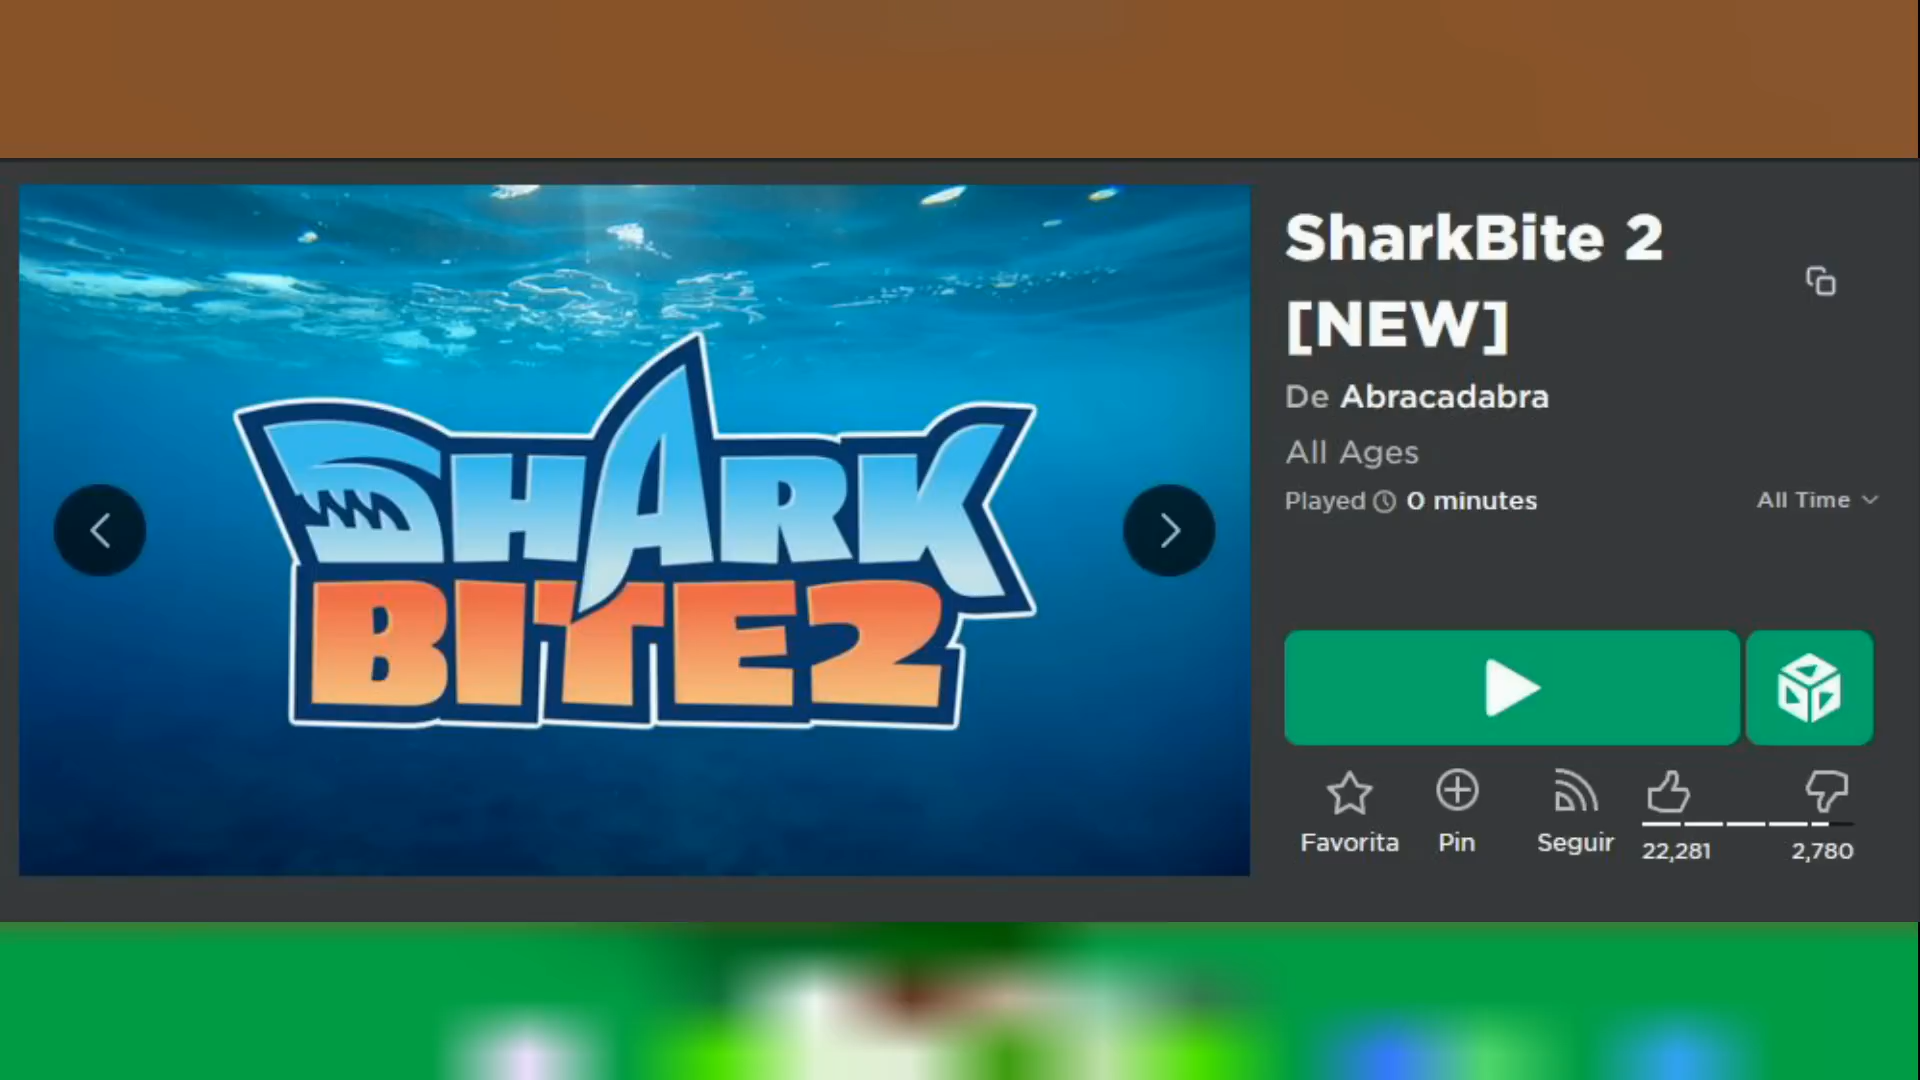 SHARK
BITE2
SharkBite 2
[NEW]
De Abracadabra
All Ages
Played 0 minutes
All Time
Favorita
Pin
Seguir
22,281
2,780